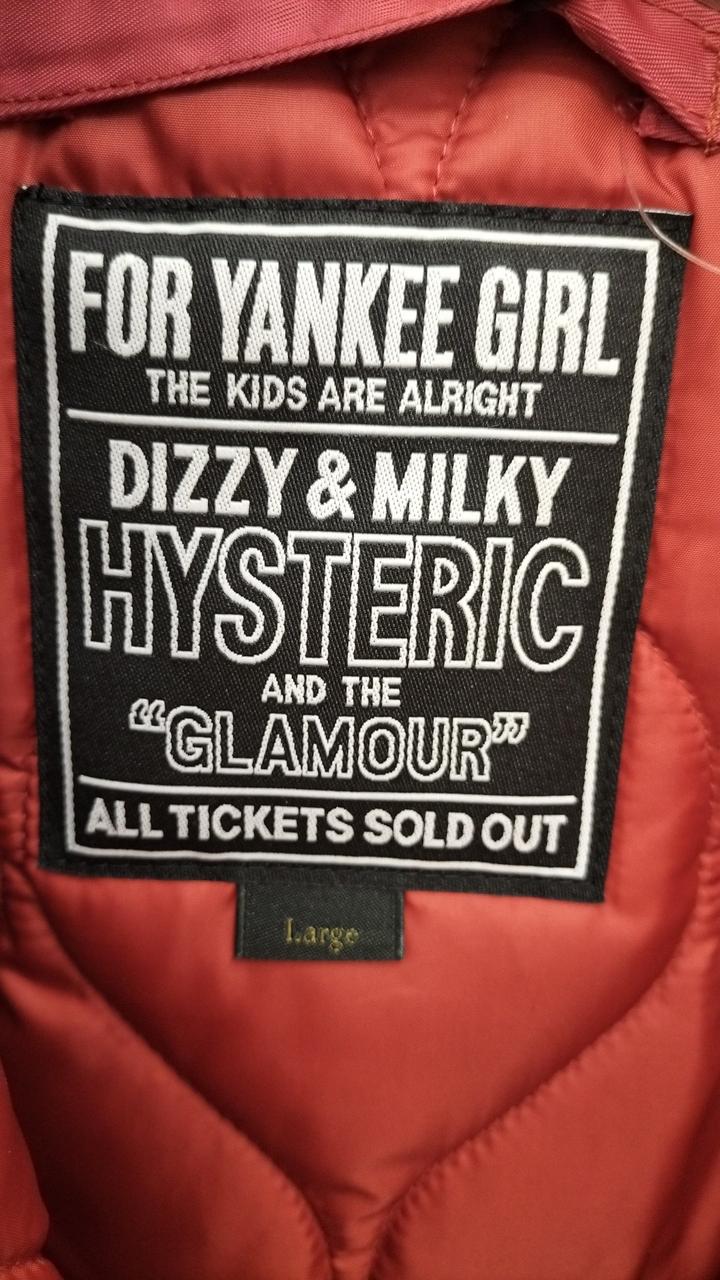 FOR YANKEE GIRL
THE KIDS ARE ALRIGHT
DIZZY & MILKY
HYSTERIC
AND THE
“GLAMOUR”
ALL TICKETS SOLD OUT
Large